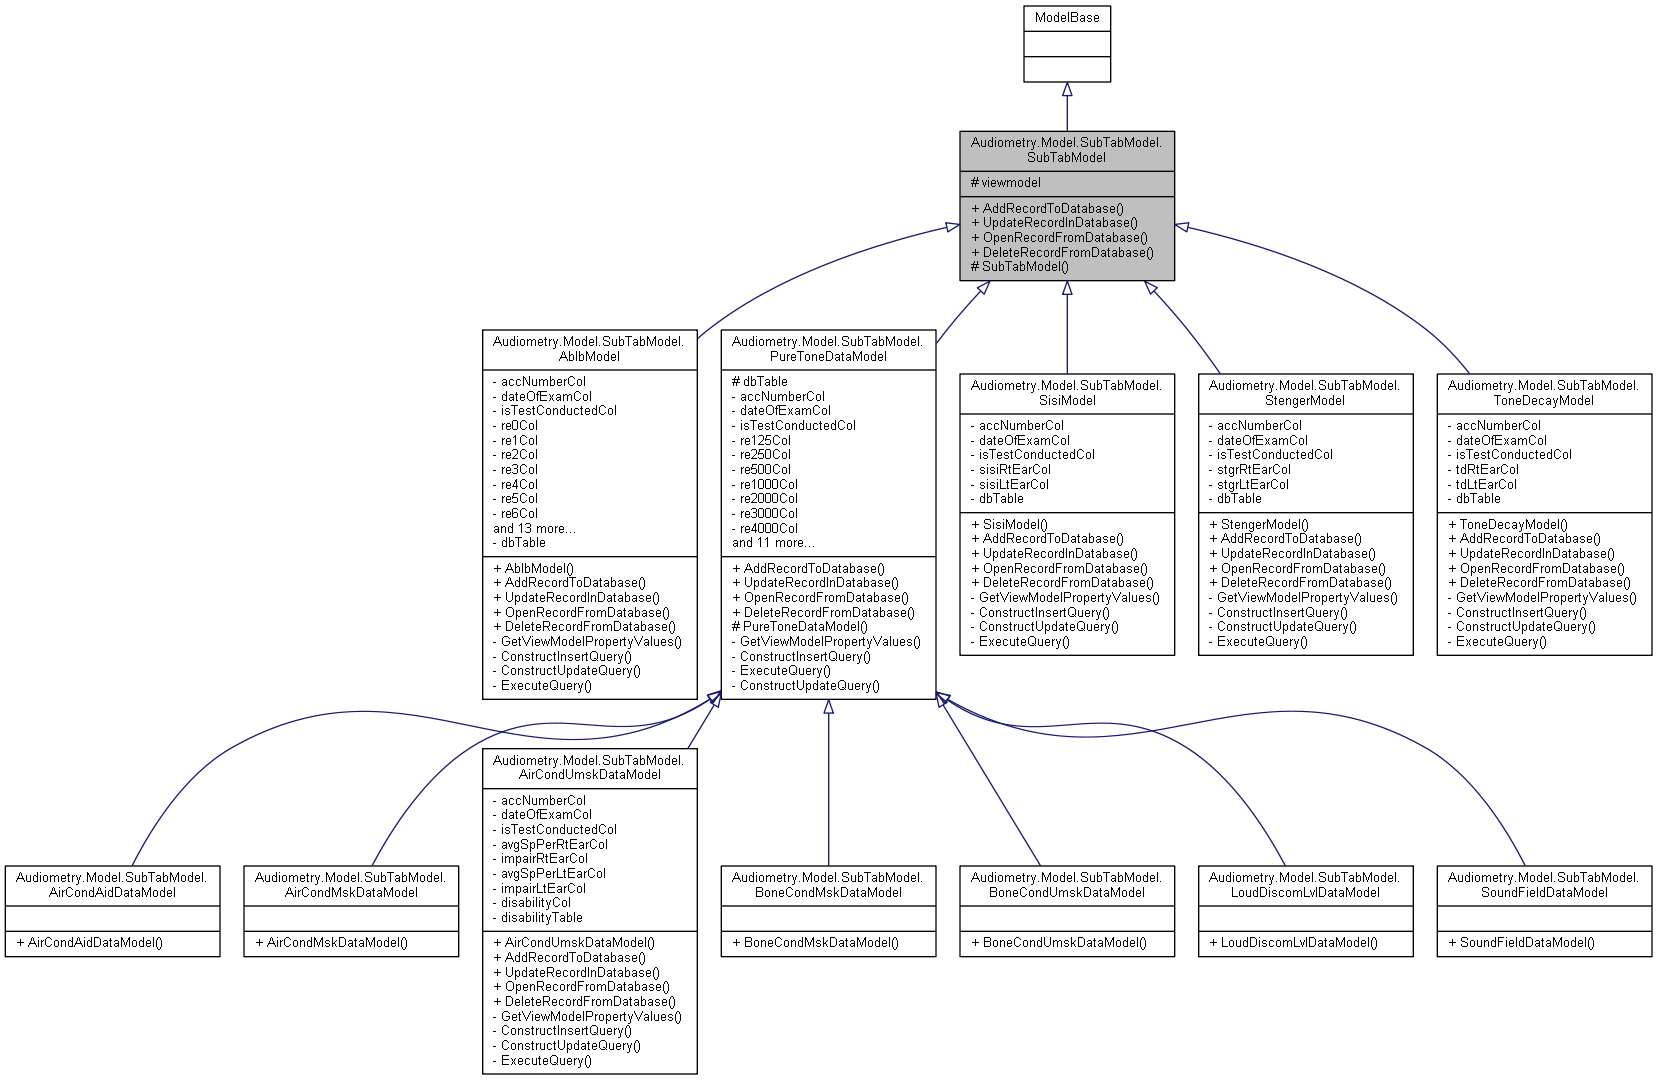 ModelBase
Audiometry.Model.SubTabModel.
SubTabModel
# viewmodel
+ AddRecordToDatabase()
+ UpdateRecordInDatabase()
+ OpenRecordFromDatabase()
+ DeleteRecordFromDatabase()
# SubTabModel()
Audiometry.Model.SubTabModel.
AblbModel
- accNumberCol
- dateOfExamCol
- isTestConductedCol
- re0Col
- re1Col
- re2Col
- re3Col
- re4Col
- re5Col
- re6Col
and 13 more...
- dbTable
+ AblbModel()
+ AddRecordToDatabase()
+ UpdateRecordInDatabase()
+ OpenRecordFromDatabase()
+ DeleteRecordFromDatabase()
- GetViewModelPropertyValues()
- ConstructInsertQuery()
- ConstructUpdateQuery()
- ExecuteQuery()
Audiometry.Model.SubTabModel.
PureToneDataModel
# dbTable
- accNumberCol
- dateOfExamCol
- isTestConductedCol
- re125Col
- re250Col
- re500Col
- re1000Col
- re2000Col
- re3000Col
- re4000Col
and 11 more...
+ AddRecordToDatabase()
+ UpdateRecordInDatabase()
+ OpenRecordFromDatabase()
+ DeleteRecordFromDatabase()
# PureToneDataModel()
- GetViewModelPropertyValues()
- ConstructInsertQuery()
- ExecuteQuery()
- ConstructUpdateQuery()
Audiometry.Model.SubTabModel.
SisiModel
- accNumberCol
- dateOfExamCol
- isTestConductedCol
- sisiRtEarCol
- sisiLtEarCol
- dbTable
+ SisiModel()
+ AddRecordToDatabase()
+ UpdateRecordInDatabase()
+ OpenRecordFromDatabase()
+ DeleteRecordFromDatabase()
- GetViewModelPropertyValues()
- ConstructInsertQuery()
- ConstructUpdateQuery()
- ExecuteQuery()
Audiometry.Model.SubTabModel.
StengerModel
- accNumberCol
- dateOfExamCol
- isTestConductedCol
- stgrRtEarCol
- stgrLtEarCol
- dbTable
+ StengerModel()
+ AddRecordToDatabase()
+ UpdateRecordInDatabase()
+ OpenRecordFromDatabase()
+ DeleteRecordFromDatabase()
- GetViewModelPropertyValues()
- ConstructInsertQuery()
- ConstructUpdateQuery()
- ExecuteQuery()
Audiometry.Model.SubTabModel.
ToneDecayModel
- accNumberCol
- dateOfExamCol
- isTestConductedCol
- tdRtEarCol
- tdLtEarCol
- dbTable
+ ToneDecayModel()
+ AddRecordToDatabase()
+ UpdateRecordInDatabase()
+ OpenRecordFromDatabase()
+ DeleteRecordFromDatabase()
- GetViewModelPropertyValues()
- ConstructInsertQuery()
- ConstructUpdateQuery()
- ExecuteQuery()
Audiometry.Model.SubTabModel.
AirCondAidDataModel
+ AirCondAidDataModel()
Audiometry.Model.SubTabModel.
AirCondMskDataModel
+ AirCondMskDataModel()
Audiometry.Model.SubTabModel.
AirCondUmskDataModel
- accNumberCol
- dateOfExamCol
- isTestConductedCol
- avgSpPerRtEarCol
- impairRtEarCol
- avgSpPerLtEarCol
- impairLtEarCol
- disabilityCol
- disabilityTable
+ AirCondUmskDataModel()
+ AddRecordToDatabase()
+ UpdateRecordInDatabase()
+ OpenRecordFromDatabase()
+ DeleteRecordFromDatabase()
- GetViewModelPropertyValues()
- ConstructInsertQuery()
- ConstructUpdateQuery()
- ExecuteQuery()
Audiometry.Model.SubTabModel.
BoneCondMskDataModel
+ BoneCondMskDataModel()
Audiometry.Model.SubTabModel.
BoneCondUmskDataModel
+ BoneCondUmskDataModel()
Audiometry.Model.SubTabModel.
LoudDiscomLvlDataModel
+ LoudDiscomLvlDataModel()
Audiometry.Model.SubTabModel.
SoundFieldDataModel
+ SoundFieldDataModel()